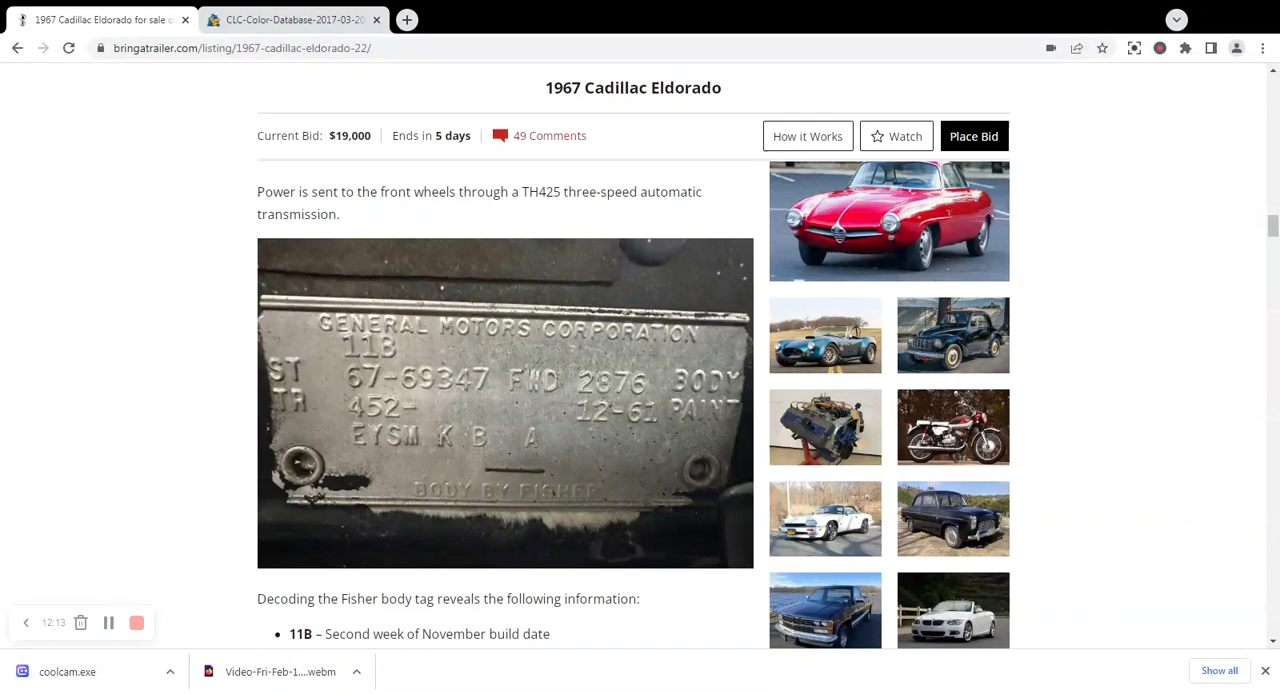 1967 Cadillac Eldorado for sale o
CLC-Color-Database-2017-03-20
bringatrailer.com/listing/1967-cadillac-eldorado-22/
1967 Cadillac Eldorado
Current Bid: $19,000
Ends in 5 days
49 Comments
How it Works
Watch
Place Bid
Power is sent to the front wheels through a TH425 three-speed automatic
transmission.
GENERAL MOTORS CORPORATION
11B
ST 67-69347 FWD 2876 BODY
TR 452- 12-61 PAINT
EYSM K B A
BODY BY FISHER
Decoding the Fisher body tag reveals the following information:
• 11B – Second week of November build date
12:13
coolcam.exe
Video-Fri-Feb-1....webm
Show all